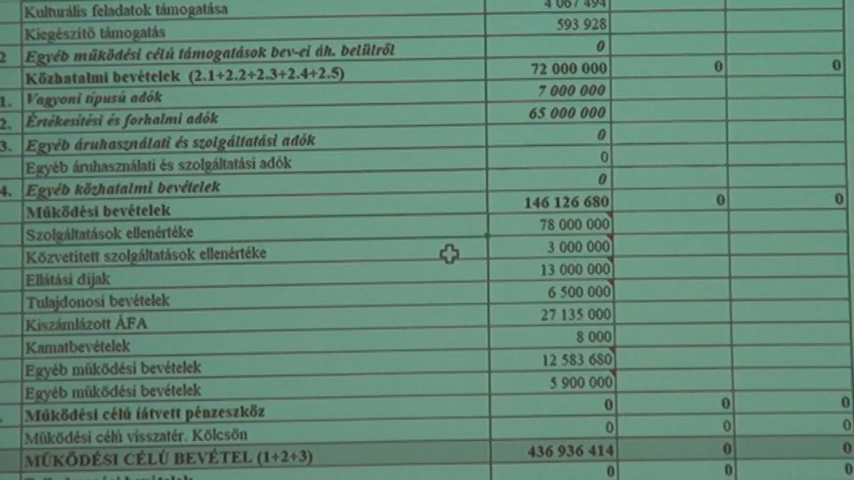 Kulturális feladatok támogatása 4 067 494
Kiegészítő támogatás 593 928
2 Egyéb működési célú támogatások bev-ei áh. belülről 0
Közhatalmi bevételek (2.1+2.2+2.3+2.4+2.5) 72 000 000 0 0
1. Vagyoni típusú adók 7 000 000
2. Értékesítési és forhalmi adók 65 000 000
3. Egyéb áruhasználati és szolgáltatási adók 0
Egyéb áruhasználati és szolgáltatási adók 0
4. Egyéb közhatalmi bevételek 0
Működési bevételek 146 126 680 0 0
Szolgáltatások ellenértéke 78 000 000
Közvetített szolgáltatások ellenértéke 3 000 000
Ellátási díjak 13 000 000
Tulajdonosi bevételek 6 500 000
Kiszámlázott ÁFA 27 135 000
Kamatbevételek 8 000
Egyéb működési bevételek 12 583 680
Egyéb működési bevételek 5 900 000
Működési célú íátvett pénzeszköz 0 0 0
Működési célú visszatér. Kölcsön 0 0 0
MŰKÖDÉSI CÉLÚ BEVÉTEL (1+2+3) 436 936 414 0 0
0 0 0